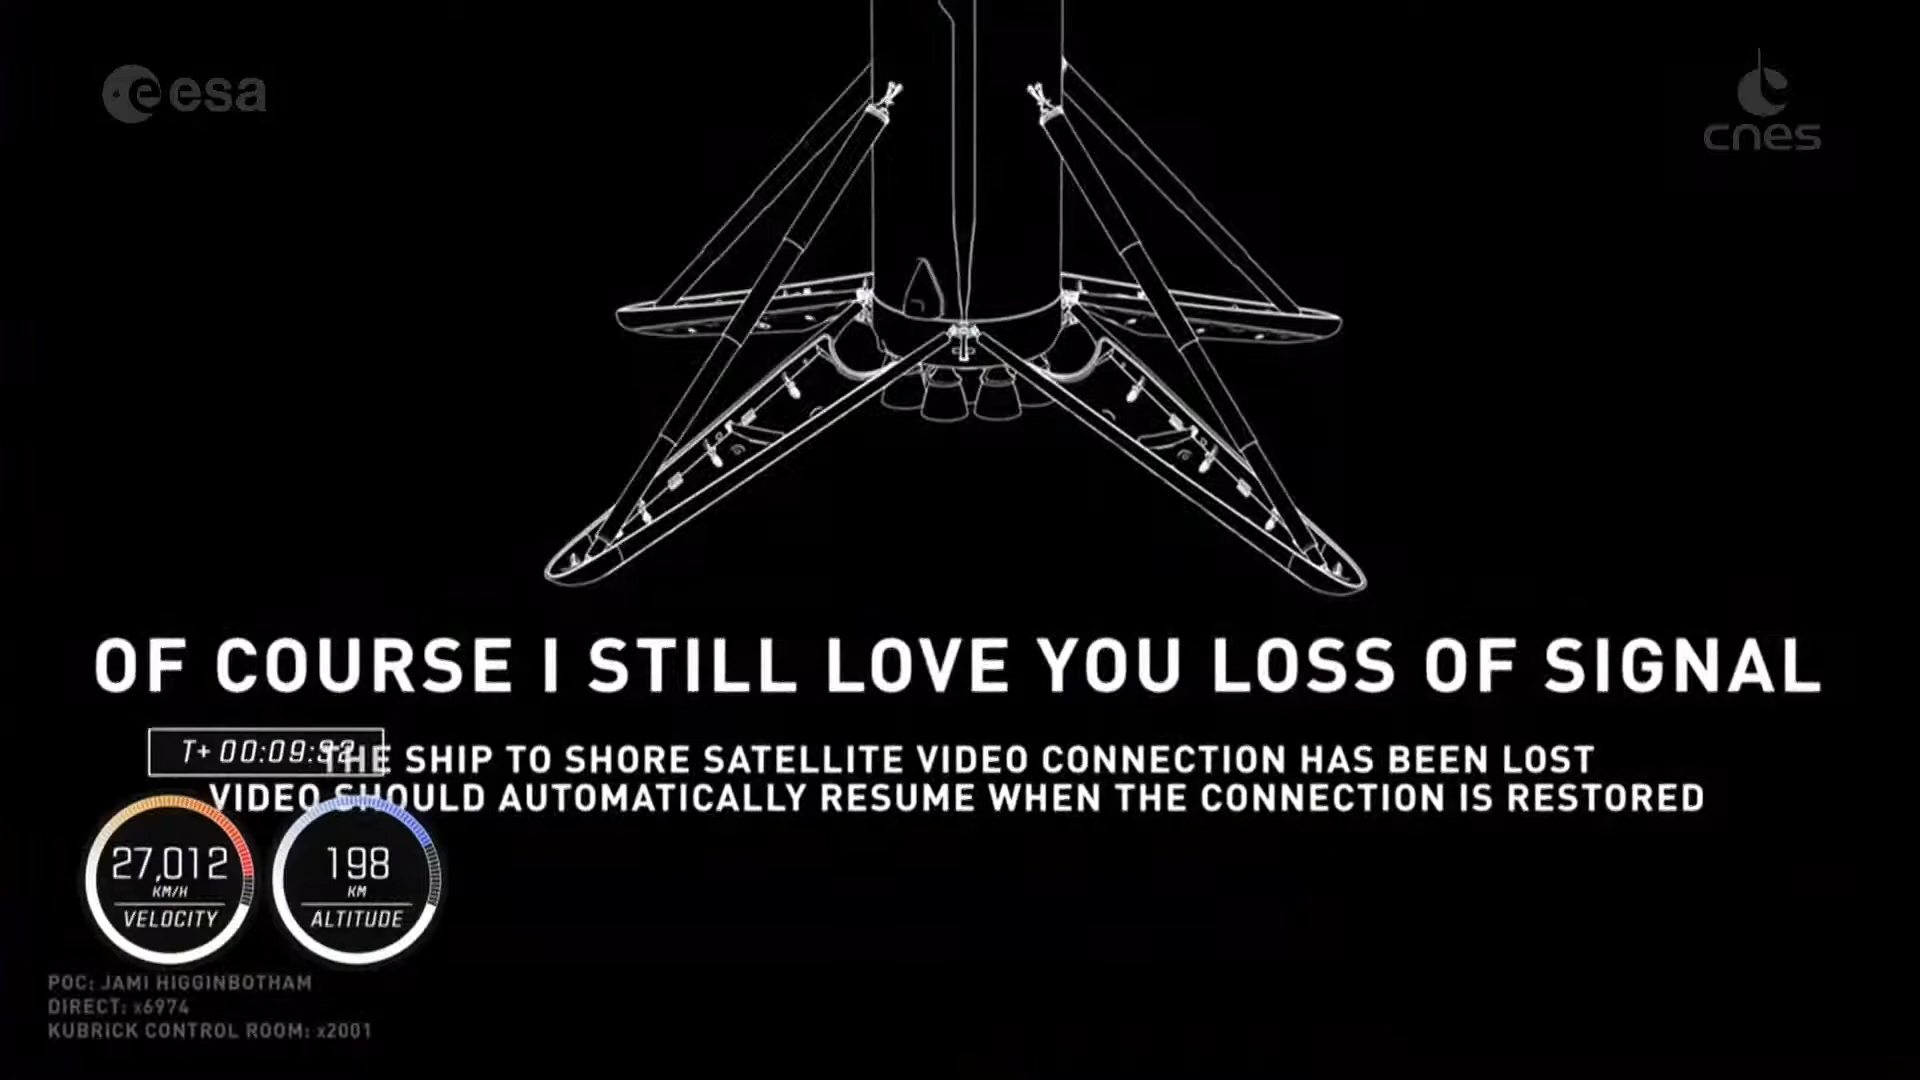 esa
cnes
OF COURSE I STILL LOVE YOU LOSS OF SIGNAL
THE SHIP TO SHORE SATELLITE VIDEO CONNECTION HAS BEEN LOST
VIDEO SHOULD AUTOMATICALLY RESUME WHEN THE CONNECTION IS RESTORED
T+
27,012
KM/H
VELOCITY
198
KM
ALTITUDE
POC: JAMI HIGGINBOTHAM
DIRECT: x6974
KUBRICK CONTROL ROOM: x2001